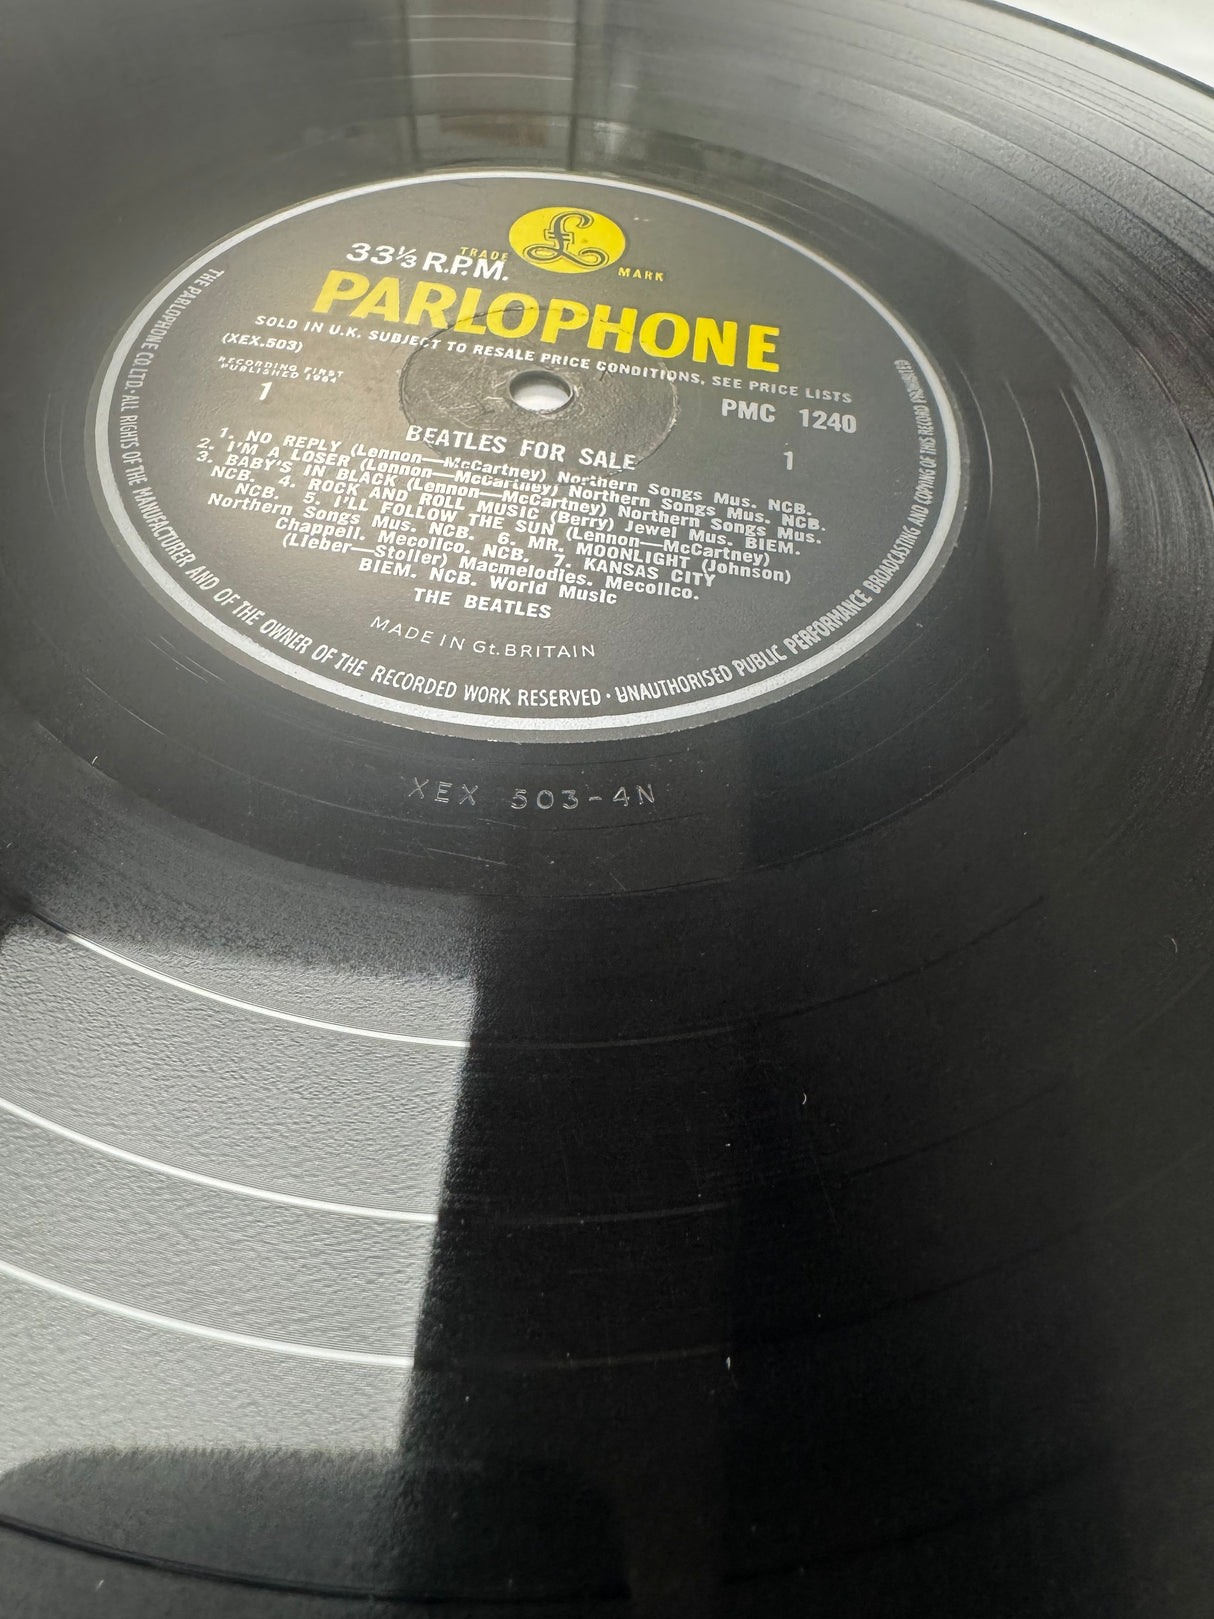 TRADE £ MARK
33⅓ R.P.M.
PARLOPHONE
SOLD IN U.K. SUBJECT TO RESALE PRICE CONDITIONS, SEE PRICE LISTS
(XEX.503)
RECORDING FIRST
PUBLISHED 1964
1
PMC 1240
1
BEATLES FOR SALE
1. NO REPLY (Lennon—McCartney) Northern Songs Mus. NCB.
2. I'M A LOSER (Lennon—McCartney) Northern Songs Mus. NCB.
3. BABY'S IN BLACK (Lennon—McCartney) Northern Songs Mus.
NCB. 4. ROCK AND ROLL MUSIC (Berry) Jewel Mus. BIEM.
NCB. 5. I'LL FOLLOW THE SUN (Lennon—McCartney)
Northern Songs Mus. NCB. 6. MR. MOONLIGHT (Johnson)
Chappell. Mecolico. NCB. 7. KANSAS CITY
(Lieber—Stoller) Macmelodies. Mecolico.
BIEM. NCB. World Music
THE BEATLES
MADE IN Gt. BRITAIN
THE PARLOPHONE CO. LTD. ALL RIGHTS OF THE MANUFACTURER AND OF THE OWNER OF THE RECORDED WORK RESERVED · UNAUTHORISED PUBLIC PERFORMANCE BROADCASTING AND COPYING OF THIS RECORD PROHIBITED
XEX 503-4N